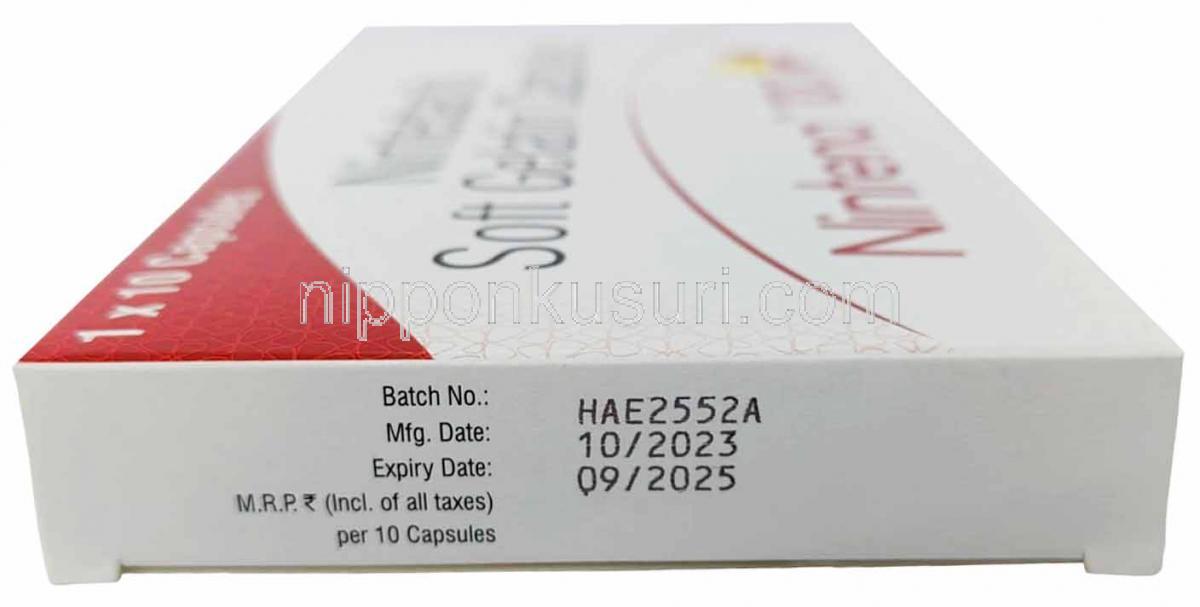 1 x 10 Capsules
Soft Gelatin
nipponkusuri.com
Batch No.: HAE2552A
Mfg. Date: 10/2023
Expiry Date: 09/2025
M.R.P. ₹ (Incl. of all taxes)
per 10 Capsules